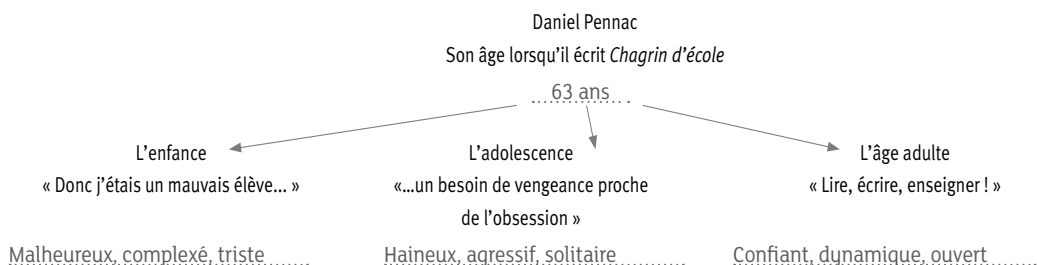 Daniel Pennac
Son âge lorsqu'il écrit Chagrin d'école
63 ans
L'enfance
« Donc j'étais un mauvais élève... »
Malheureux, complexé, triste
L'adolescence
«...un besoin de vengeance proche
de l'obsession »
Haineux, agressif, solitaire
L'âge adulte
« Lire, écrire, enseigner ! »
Confiant, dynamique, ouvert